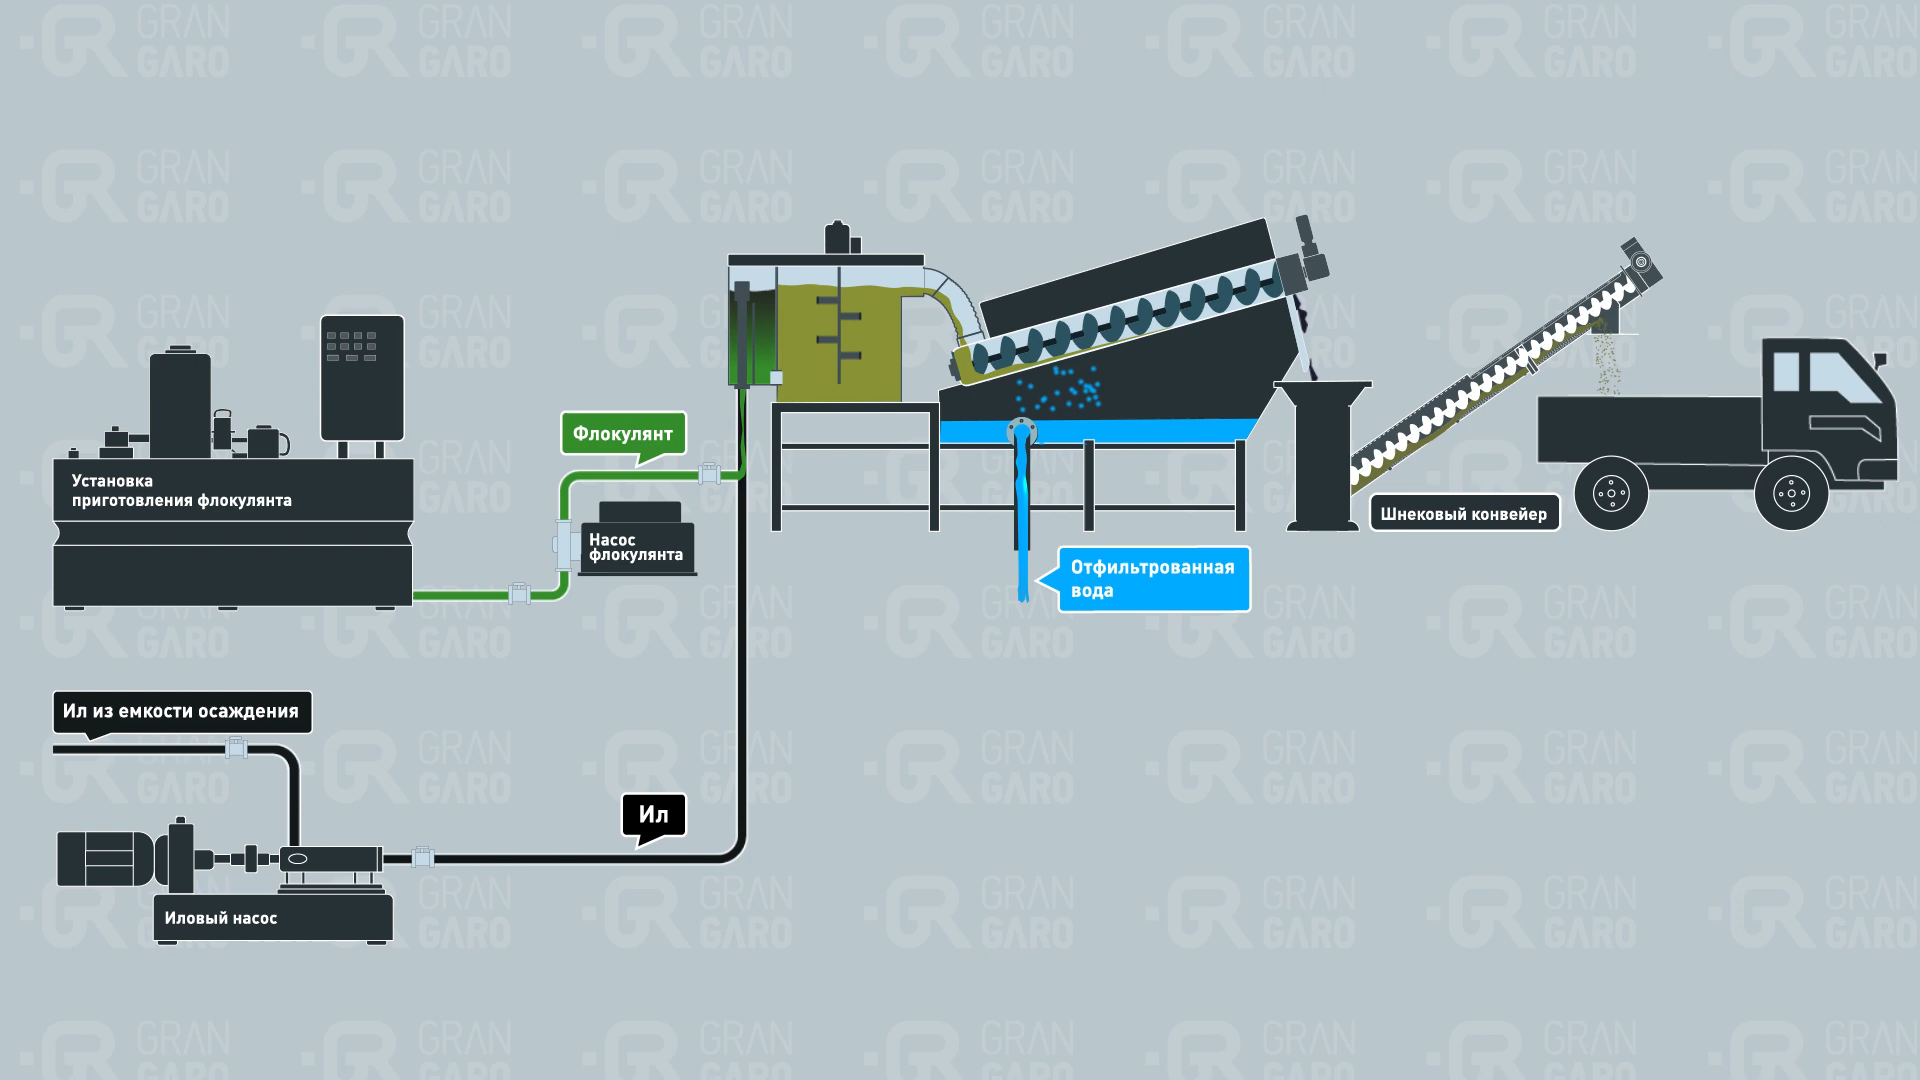 GRAN
GARO
Установка
приготовления флокулянта
Флокулянт
Насос
флокулянта
Шнековый конвейер
Отфильтрованная
вода
Ил из емкости осаждения
Ил
Иловый насос